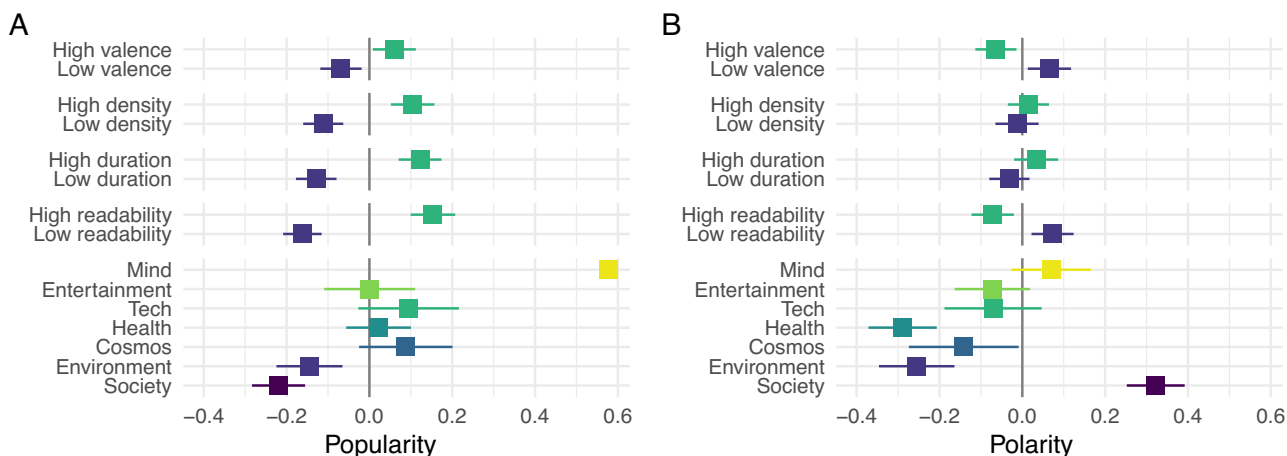 A
High valence
Low valence
High density
Low density
High duration
Low duration
High readability
Low readability
Mind
Entertainment
Tech
Health
Cosmos
Environment
Society
−0.4 −0.2 0.0 0.2 0.4 0.6
Popularity
B
High valence
Low valence
High density
Low density
High duration
Low duration
High readability
Low readability
Mind
Entertainment
Tech
Health
Cosmos
Environment
Society
−0.4 −0.2 0.0 0.2 0.4 0.6
Polarity